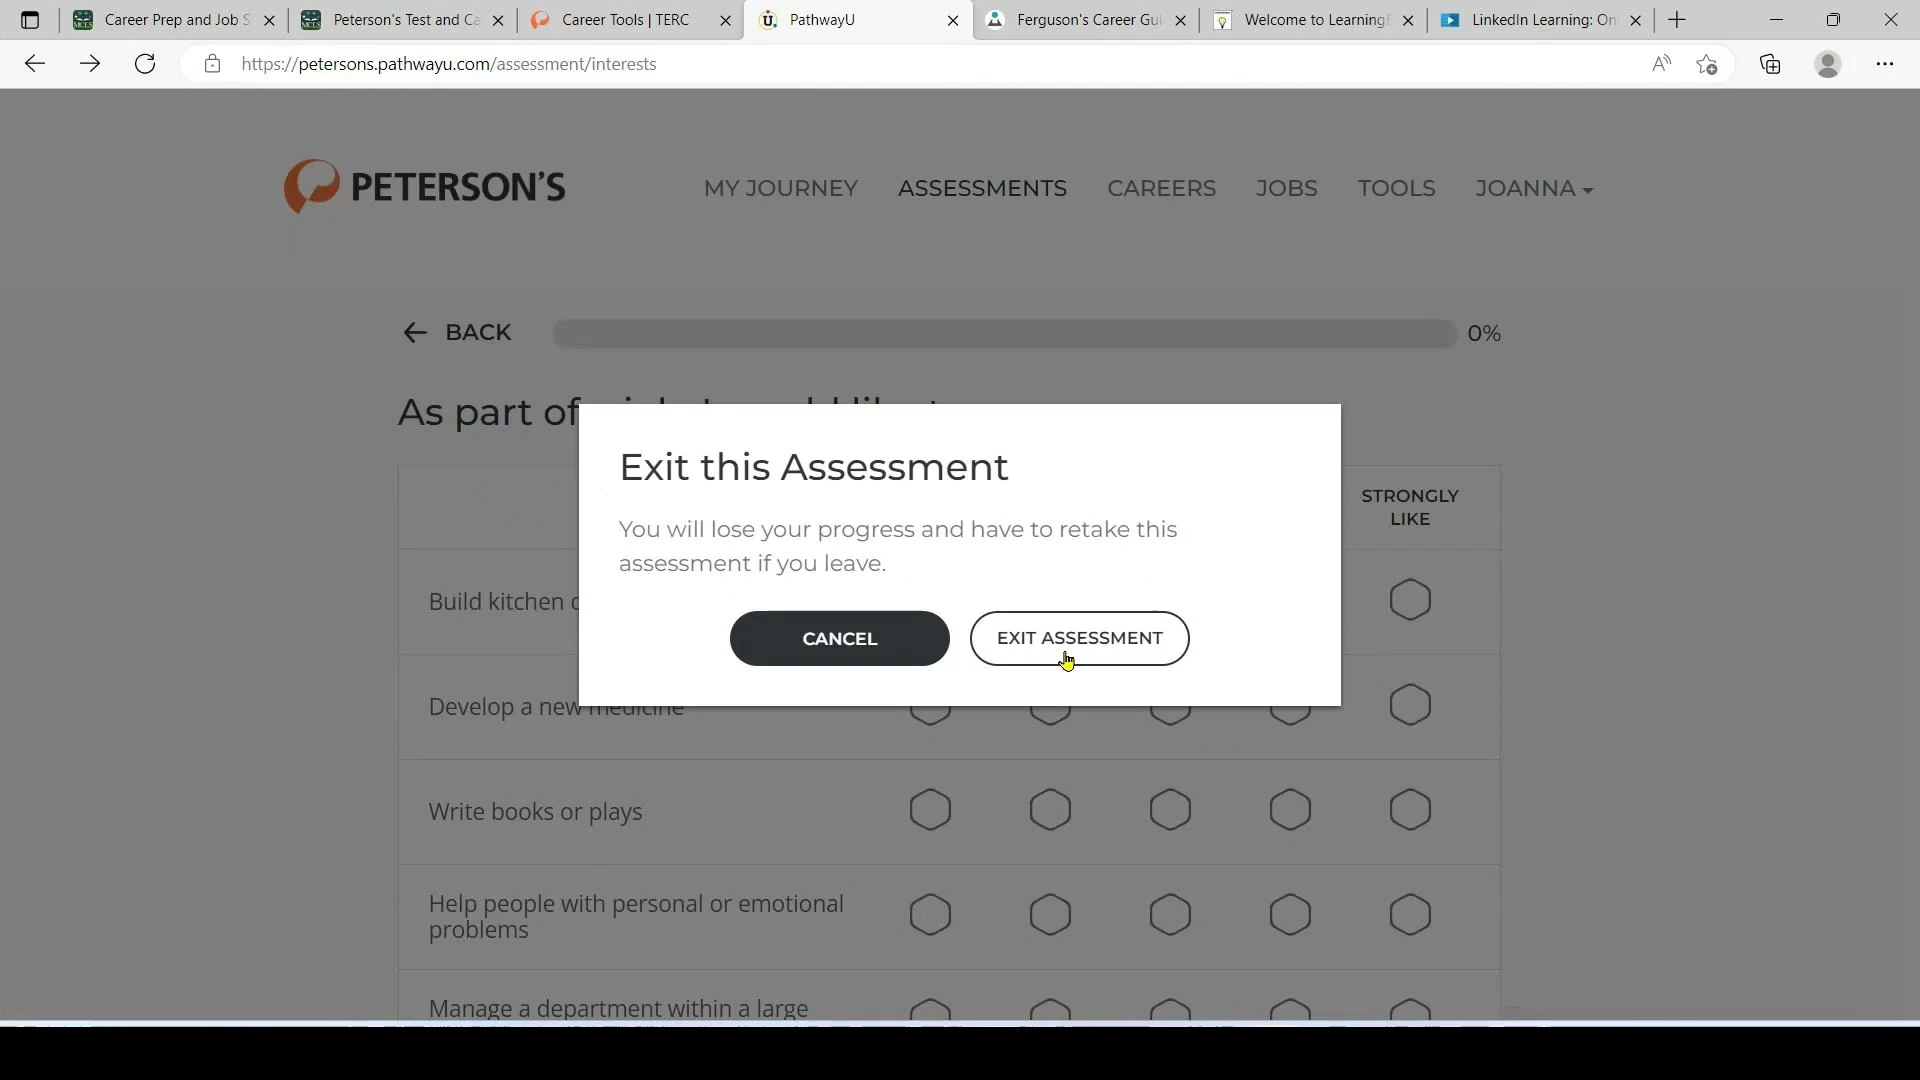 Career Prep and Job S
Peterson's Test and Ca
Career Tools | TERC
PathwayU
Ferguson's Career Gui
Welcome to Learning
LinkedIn Learning: On
https://petersons.pathwayu.com/assessment/interests
PETERSON'S
MY JOURNEY
ASSESSMENTS
CAREERS
JOBS
TOOLS
JOANNA
BACK
0%
As part of
Exit this Assessment
You will lose your progress and have to retake this
assessment if you leave.
CANCEL
EXIT ASSESSMENT
STRONGLY
LIKE
Build kitchen
Develop a new medicine
Write books or plays
Help people with personal or emotional
problems
Manage a department within a large